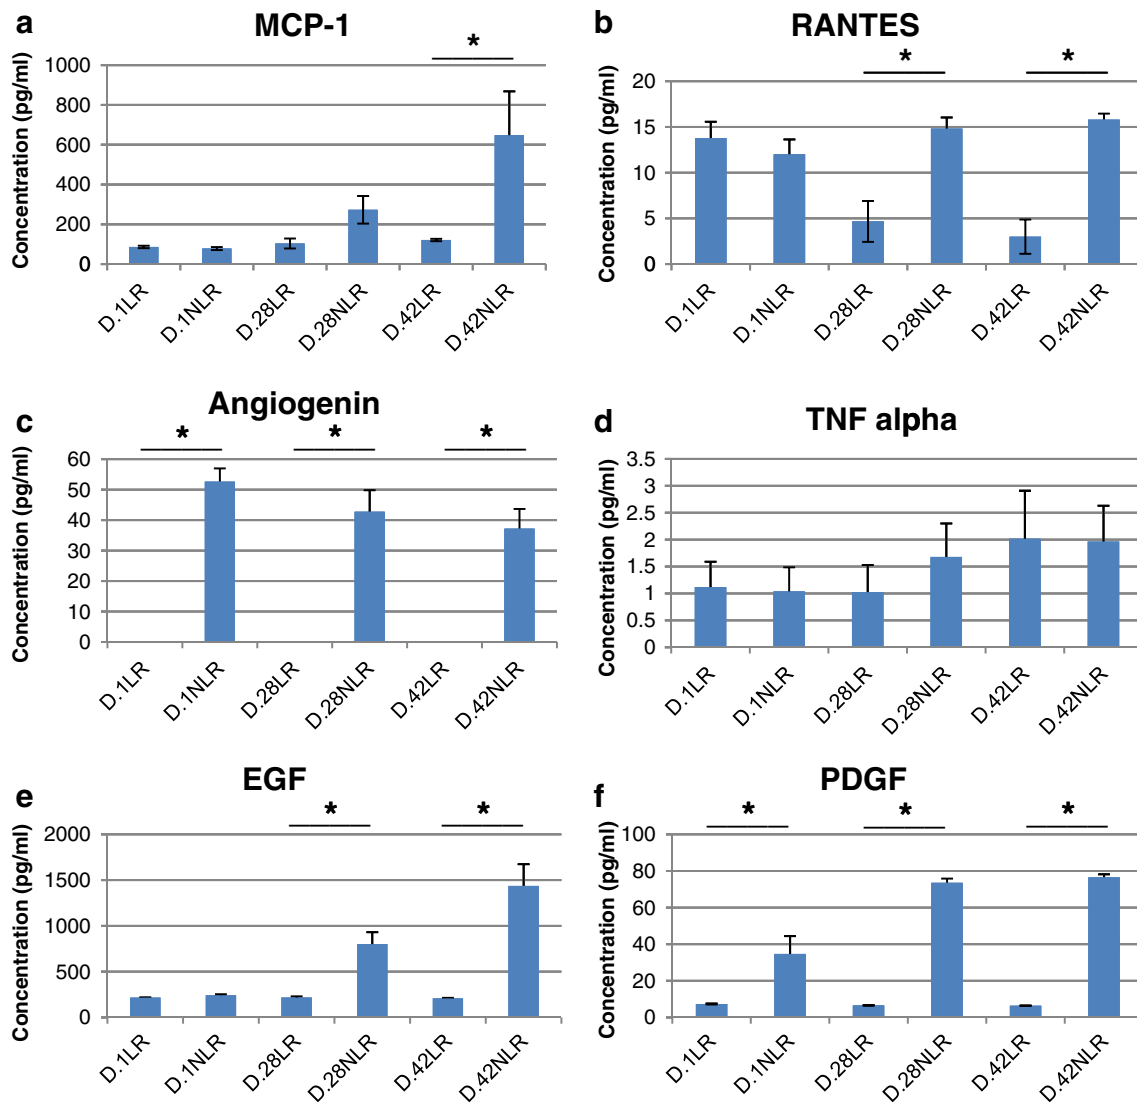 a
MCP-1
*
Concentration (pg/ml)
1000
800
600
400
200
0
D.1LR
D.1NLR
D.28LR
D.28NLR
D.42LR
D.42NLR
b
RANTES
*
*
Concentration (pg/ml)
20
15
10
5
0
D.1LR
D.1NLR
D.28LR
D.28NLR
D.42LR
D.42NLR
c
Angiogenin
*
*
*
Concentration (pg/ml)
60
50
40
30
20
10
0
D.1LR
D.1NLR
D.28LR
D.28NLR
D.42LR
D.42NLR
d
TNF alpha
Concentration (pg/ml)
3.5
3
2.5
2
1.5
1
0.5
0
D.1LR
D.1NLR
D.28LR
D.28NLR
D.42LR
D.42NLR
e
EGF
*
*
Concentration (pg/ml)
2000
1500
1000
500
0
D.1LR
D.1NLR
D.28LR
D.28NLR
D.42LR
D.42NLR
f
PDGF
*
*
*
Concentration (pg/ml)
100
80
60
40
20
0
D.1LR
D.1NLR
D.28LR
D.28NLR
D.42LR
D.42NLR